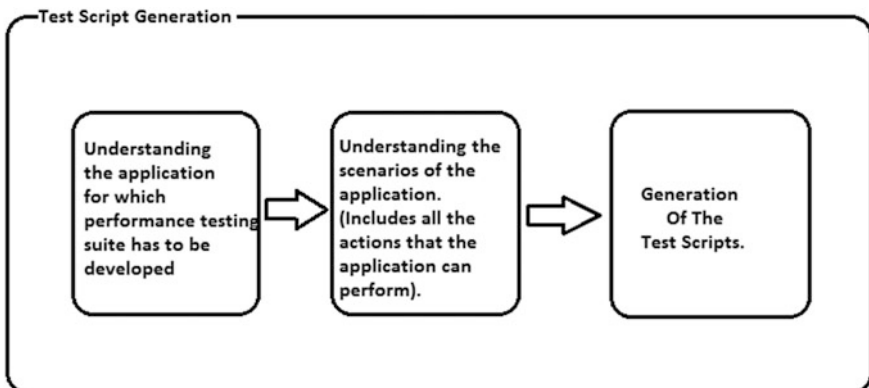 Test Script Generation
Understanding
the application
for which
performance testing
suite has to be
developed
Understanding the
scenarios of the
application.
(Includes all the
actions that the
application can
perform).
Generation
Of The
Test Scripts.